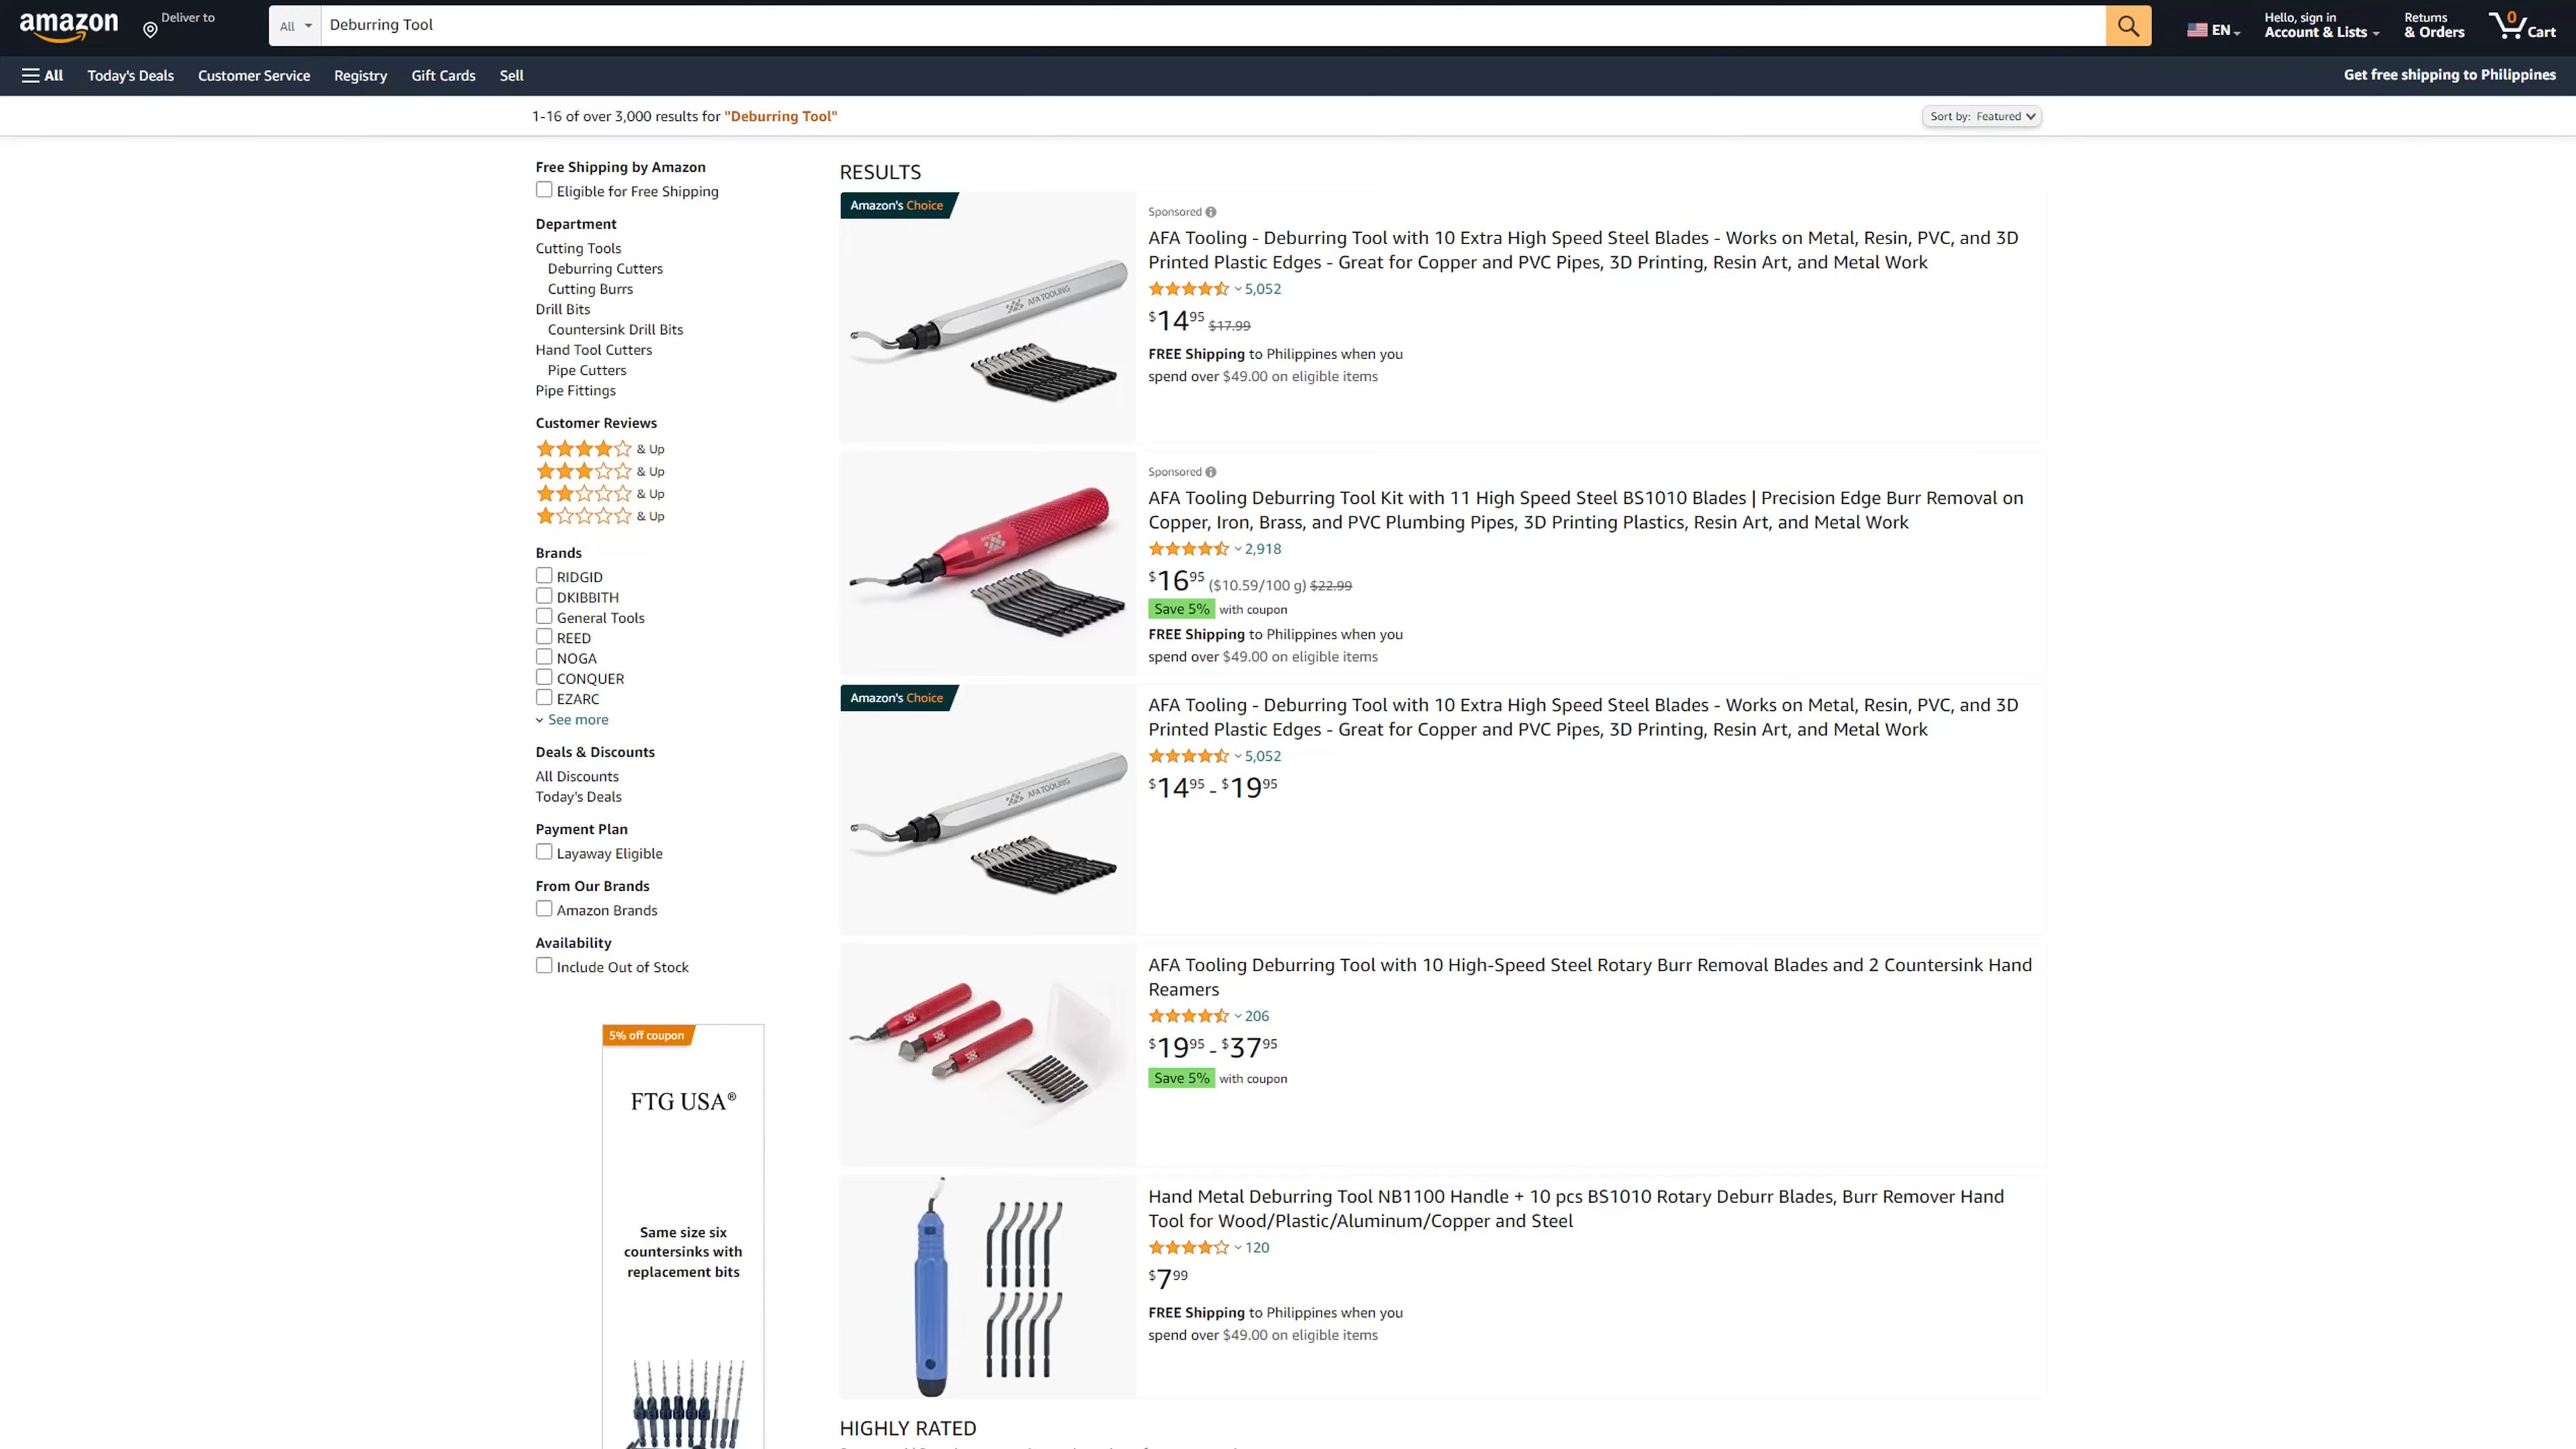 amazon
Deliver to
All
Deburring Tool
EN
Hello, sign in
Account & Lists
Returns
& Orders
0
Cart
All
Today's Deals
Customer Service
Registry
Gift Cards
Sell
Get free shipping to Philippines
1-16 of over 3,000 results for "Deburring Tool"
Sort by: Featured
Free Shipping by Amazon
Eligible for Free Shipping
Department
Cutting Tools
Deburring Cutters
Cutting Burrs
Drill Bits
Countersink Drill Bits
Hand Tool Cutters
Pipe Cutters
Pipe Fittings
Customer Reviews
& Up
& Up
& Up
& Up
Brands
RIDGID
DKIBBITH
General Tools
REED
NOGA
CONQUER
EZARC
See more
Deals & Discounts
All Discounts
Today's Deals
Payment Plan
Layaway Eligible
From Our Brands
Amazon Brands
Availability
Include Out of Stock
5% off coupon
FTG USA®
Same size six
countersinks with
replacement bits
RESULTS
Amazon's Choice
AFA TOOLING
Sponsored
AFA Tooling - Deburring Tool with 10 Extra High Speed Steel Blades - Works on Metal, Resin, PVC, and 3D
Printed Plastic Edges - Great for Copper and PVC Pipes, 3D Printing, Resin Art, and Metal Work
5,052
$1495 $17.99
FREE Shipping to Philippines when you
spend over $49.00 on eligible items
Sponsored
AFA Tooling Deburring Tool Kit with 11 High Speed Steel BS1010 Blades | Precision Edge Burr Removal on
Copper, Iron, Brass, and PVC Plumbing Pipes, 3D Printing Plastics, Resin Art, and Metal Work
2,918
$1695 ($10.59/100 g) $22.99
Save 5% with coupon
FREE Shipping to Philippines when you
spend over $49.00 on eligible items
Amazon's Choice
AFA TOOLING
AFA Tooling - Deburring Tool with 10 Extra High Speed Steel Blades - Works on Metal, Resin, PVC, and 3D
Printed Plastic Edges - Great for Copper and PVC Pipes, 3D Printing, Resin Art, and Metal Work
5,052
$1495 - $1995
AFA Tooling Deburring Tool with 10 High-Speed Steel Rotary Burr Removal Blades and 2 Countersink Hand
Reamers
206
$1995 - $3795
Save 5% with coupon
Hand Metal Deburring Tool NB1100 Handle + 10 pcs BS1010 Rotary Deburr Blades, Burr Remover Hand
Tool for Wood/Plastic/Aluminum/Copper and Steel
120
$799
FREE Shipping to Philippines when you
spend over $49.00 on eligible items
HIGHLY RATED